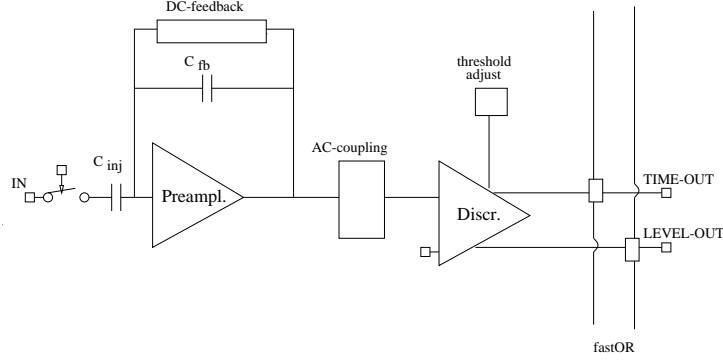 DC-feedback
C fb
threshold
adjust
C inj
AC-coupling
IN
Preampl.
Discr.
TIME-OUT
LEVEL-OUT
fastOR